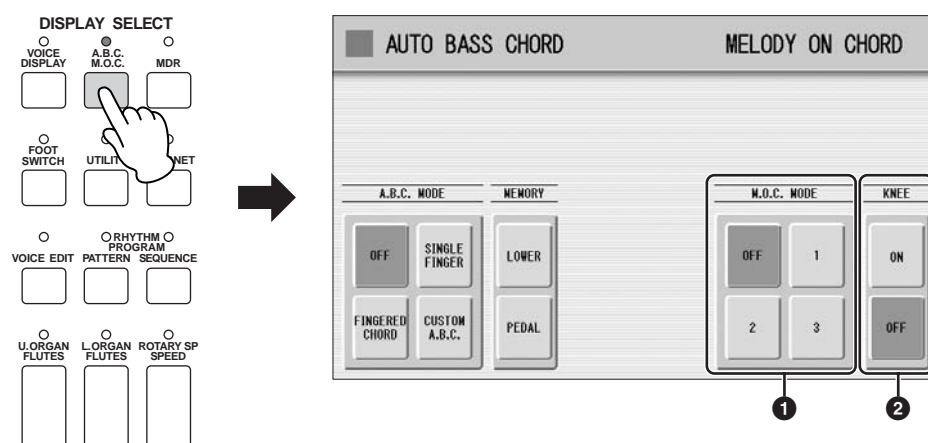 DISPLAY SELECT
VOICE DISPLAY
A.B.C. M.O.C.
MDR
FOOT SWITCH
UTILIT
NET
RHYTHM PROGRAM
VOICE EDIT
PATTERN
SEQUENCE
U.ORGAN FLUTES
L.ORGAN FLUTES
ROTARY SP SPEED
AUTO BASS CHORD
MELODY ON CHORD
A.B.C. MODE
MEMORY
M.O.C. MODE
KNEE
OFF
SINGLE FINGER
LOWER
OFF
1
ON
FINGERED CHORD
CUSTOM A.B.C.
PEDAL
2
3
OFF
1
2